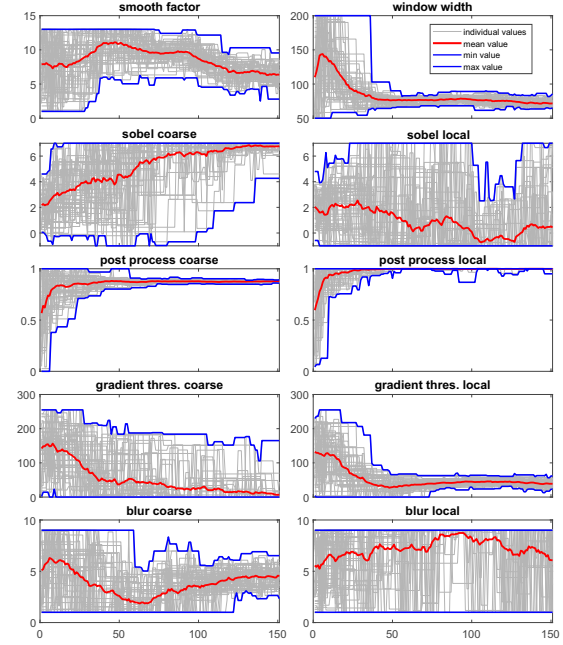 smooth factor
15
10
5
0
window width
200
150
100
50
individual values
mean value
min value
max value
sobel coarse
6
4
2
0
sobel local
6
4
2
0
post process coarse
1
0.5
0
post process local
1
0.5
0
gradient thres. coarse
300
200
100
0
gradient thres. local
300
200
100
0
blur coarse
10
5
0
0 50 100 150
blur local
10
5
0
0 50 100 150